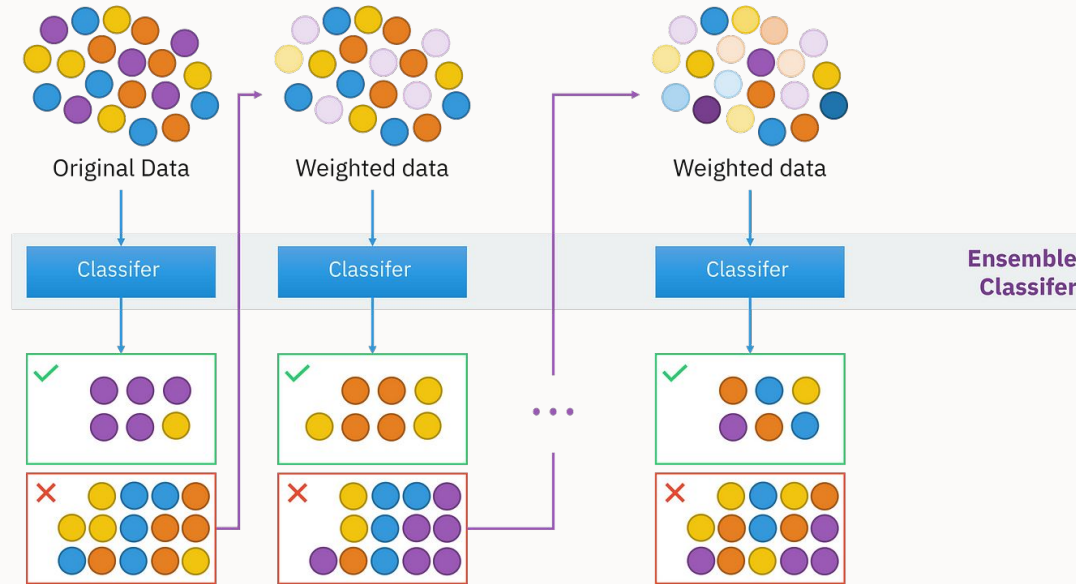 Original Data
Weighted data
Weighted data
Classifer
Classifer
Classifer
Ensemble
Classifer